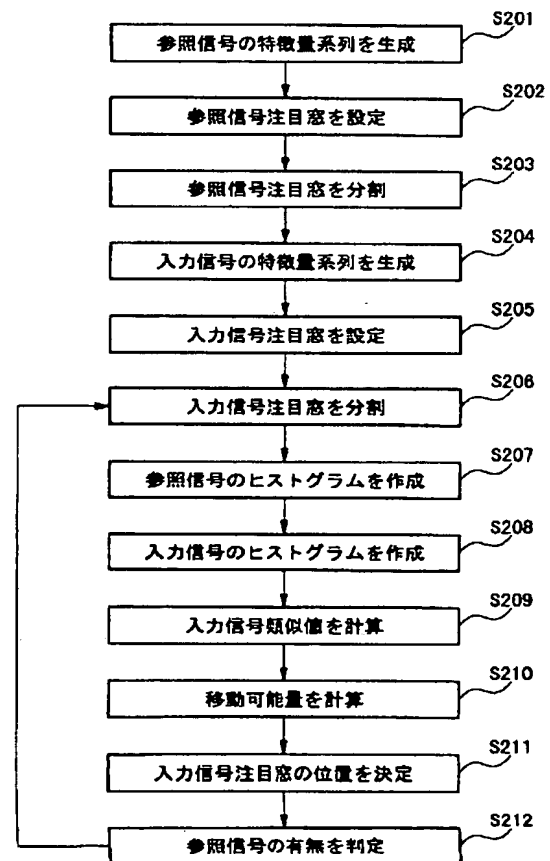 S201
参照信号の特徴量系列を生成
S202
参照信号注目窓を設定
S203
参照信号注目窓を分割
S204
入力信号の特徴量系列を生成
S205
入力信号注目窓を設定
S206
入力信号注目窓を分割
S207
参照信号のヒストグラムを作成
S208
入力信号のヒストグラムを作成
S209
入力信号類似値を計算
S210
移動可能量を計算
S211
入力信号注目窓の位置を決定
S212
参照信号の有無を判定